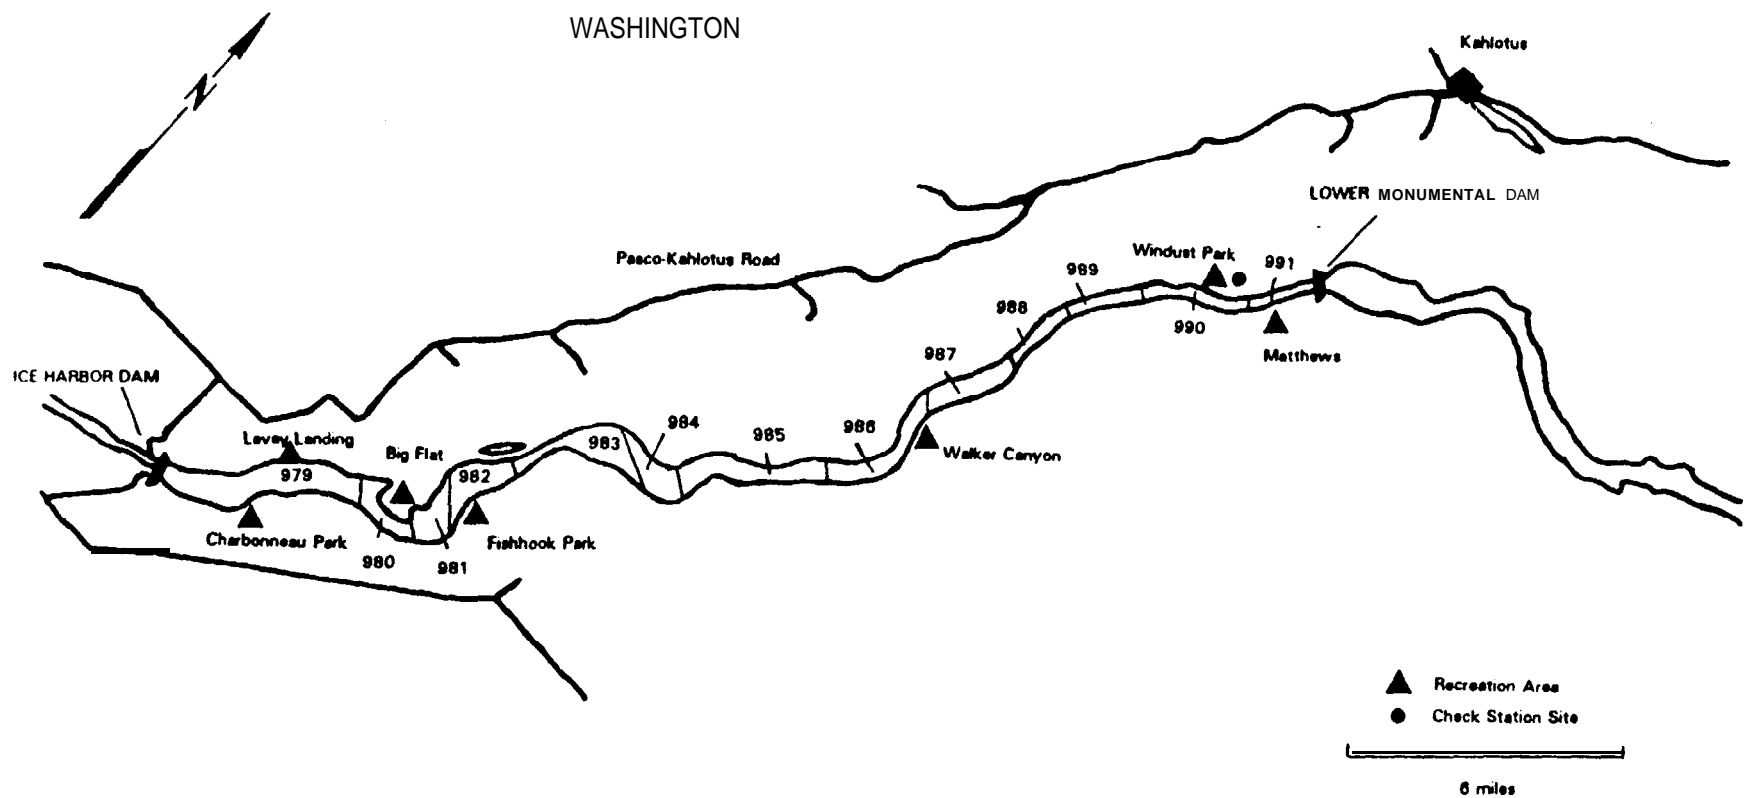 WASHINGTON
N
Kahlotus
LOWER MONUMENTAL DAM
Windust Park
991
Pasco-Kahlotus Road
989
988
990
987
Matthews
ICE HARBOR DAM
Levey Landing
984
983
985
986
Big Flat
Walker Canyon
979
982
Charbonneau Park
Fishhook Park
980
981
Recreation Area
Check Station Site
6 miles